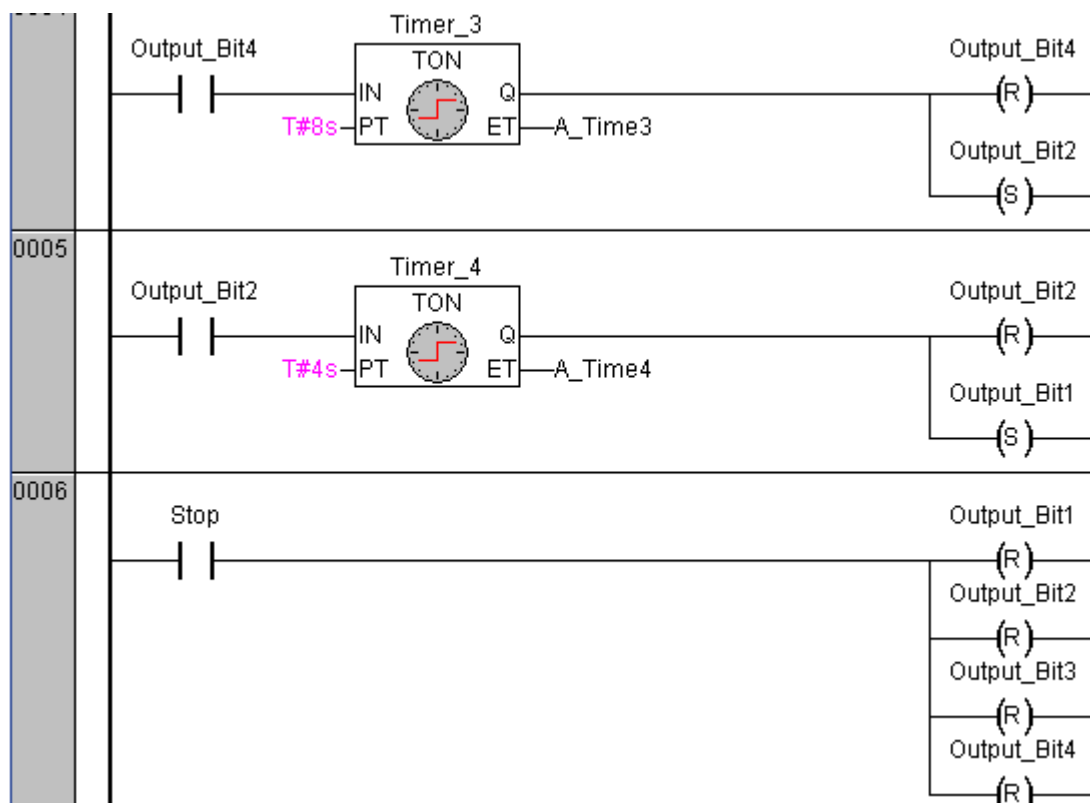 Timer_3
Output_Bit4
TON
Output_Bit4
IN
Q
(R)
T#8s
PT
ET
A_Time3
Output_Bit2
(S)
0005
Timer_4
Output_Bit2
TON
Output_Bit2
IN
Q
(R)
T#4s
PT
ET
A_Time4
Output_Bit1
(S)
0006
Stop
Output_Bit1
(R)
Output_Bit2
(R)
Output_Bit3
(R)
Output_Bit4
(R)